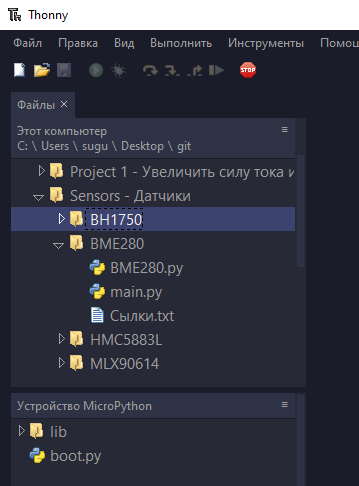 Thonny
Файл Правка Вид Выполнить Инструменты Помощ
STOP
Файлы
Этот компьютер
C: \ Users \ sugu \ Desktop \ git
Project 1 - Увеличить силу тока и
Sensors - Датчики
BH1750
BME280
BME280.py
main.py
Сылки.txt
HMC5883L
MLX90614
Устройство MicroPython
lib
boot.py